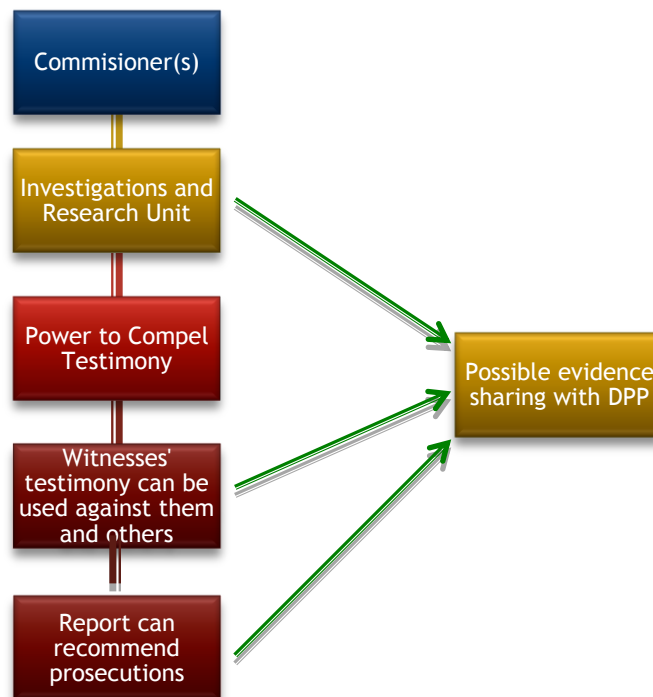 Commisioner(s)
Investigations and
Research Unit
Power to Compel
Testimony
Witnesses'
testimony can be
used against them
and others
Report can
recommend
prosecutions
Possible evidence
sharing with DPP